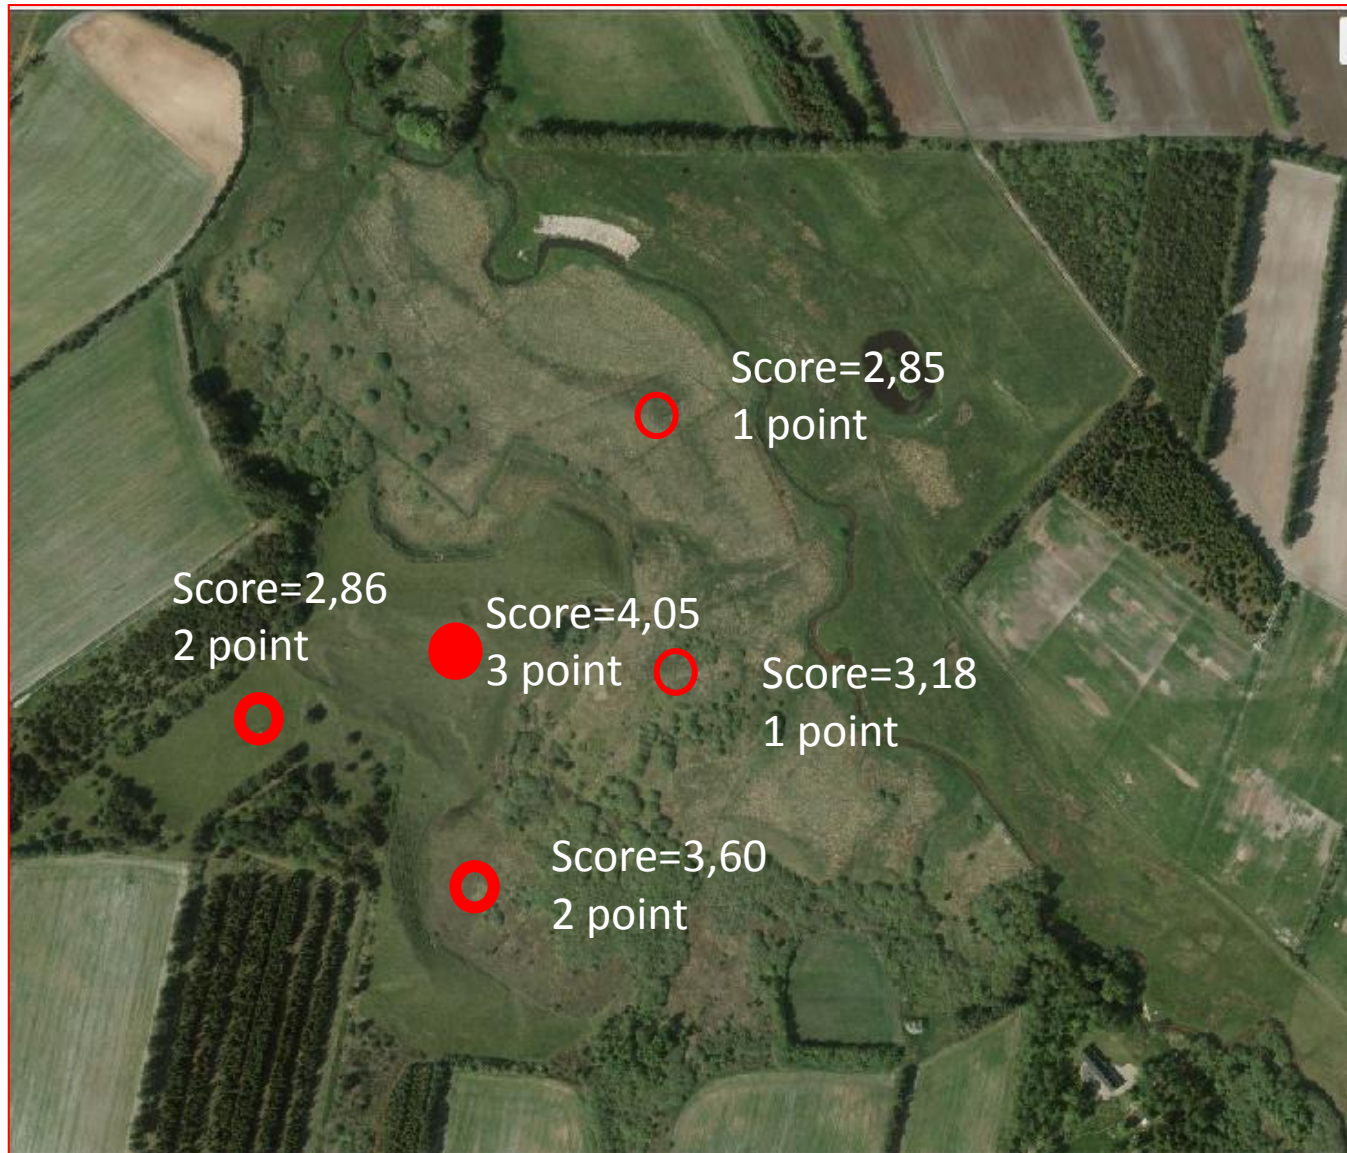 Score=2,85
1 point
Score=2,86
2 point
Score=4,05
3 point
Score=3,18
1 point
Score=3,60
2 point